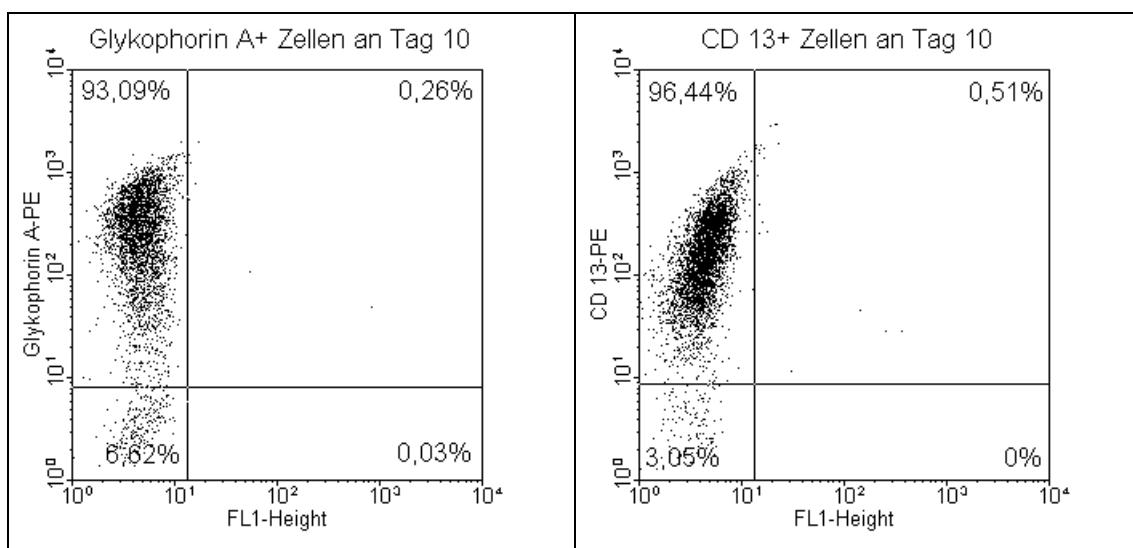 Glykophorin A+ Zellen an Tag 10
10⁴
93,09%
0,26%
10³
Glykophorin A-PE
10²
10¹
6,62%
0,03%
10⁰
10⁰ 10¹ 10² 10³ 10⁴
FL1-Height
CD 13+ Zellen an Tag 10
10⁴
96,44%
0,51%
10³
CD 13-PE
10²
10¹
3,05%
0%
10⁰
10⁰ 10¹ 10² 10³ 10⁴
FL1-Height